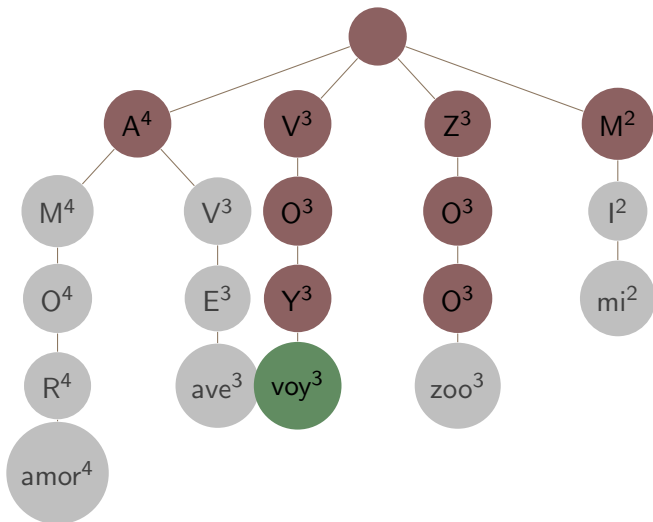 A⁴ V³ Z³ M²
M⁴ V³ O³ O³ I²
O⁴ E³ Y³ O³ mi²
R⁴ ave³ voy³ zoo³
amor⁴